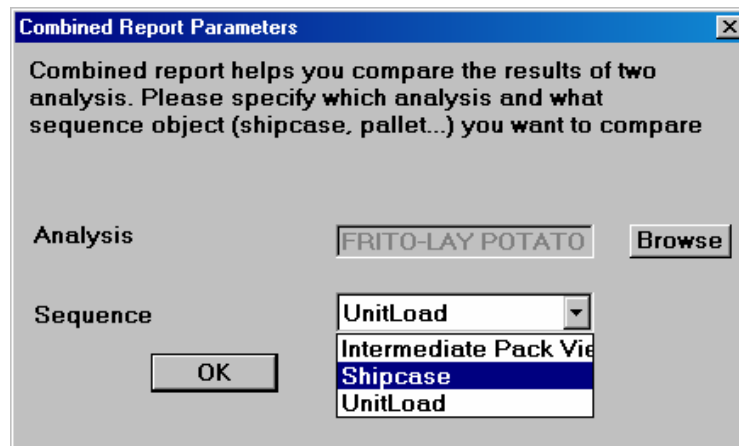 Combined Report Parameters
Combined report helps you compare the results of two
analysis. Please specify which analysis and what
sequence object (shipcase, pallet...) you want to compare
Analysis FRITO-LAY POTATO Browse
Sequence UnitLoad
Intermediate Pack Vie
OK Shipcase
UnitLoad